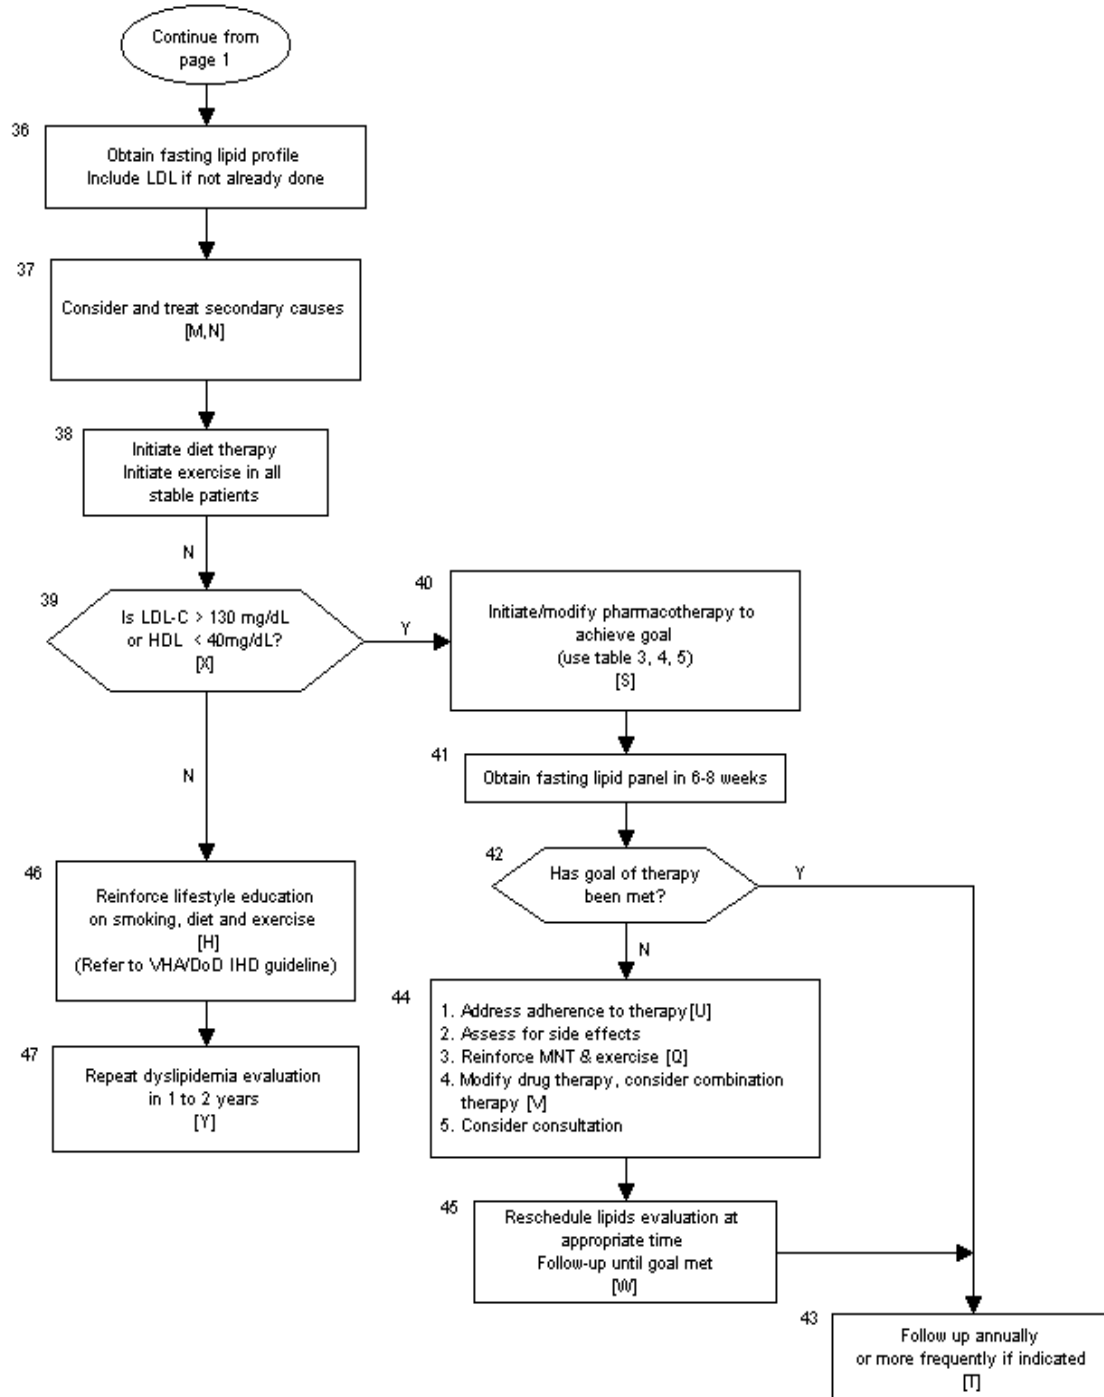 Continue from
page 1
36
Obtain fasting lipid profile
Include LDL if not already done
37
Consider and treat secondary causes
[M,N]
38
Initiate diet therapy
Initiate exercise in all
stable patients
N
39
Is LDL-C > 130 mg/dL
or HDL < 40mg/dL?
[X]
Y
40
Initiate/modify pharmacotherapy to
achieve goal
(use table 3, 4, 5)
[S]
41
Obtain fasting lipid panel in 6-8 weeks
42
Has goal of therapy
been met?
Y
N
N
46
Reinforce lifestyle education
on smoking, diet and exercise
[H]
(Refer to VHA/DoD IHD guideline)
44
1. Address adherence to therapy[U]
2. Assess for side effects
3. Reinforce MNT & exercise [Q]
4. Modify drug therapy, consider combination
therapy [V]
5. Consider consultation
47
Repeat dyslipidemia evaluation
in 1 to 2 years
[Y]
45
Reschedule lipids evaluation at
appropriate time
Follow-up until goal met
[W]
43
Follow up annually
or more frequently if indicated
[T]